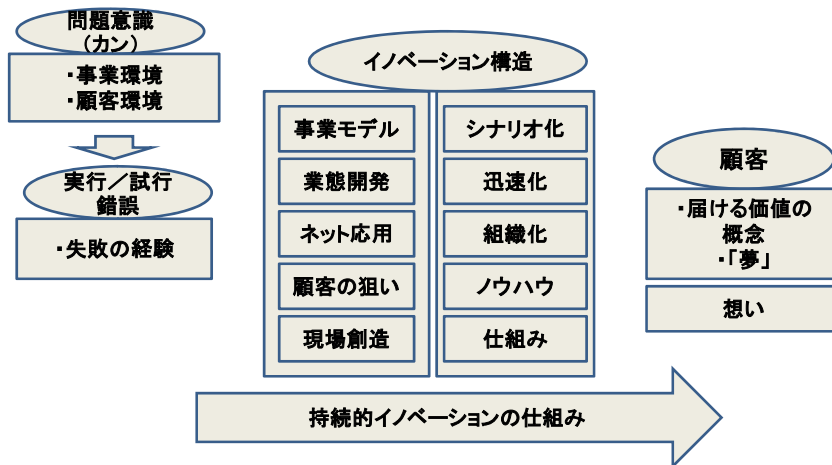 問題意識
(カン)
・事業環境
・顧客環境
実行／試行
錯誤
・失敗の経験
イノベーション構造
事業モデル
業態開発
ネット応用
顧客の狙い
現場創造
シナリオ化
迅速化
組織化
ノウハウ
仕組み
顧客
・届ける価値の
概念
・「夢」
想い
持続的イノベーションの仕組み